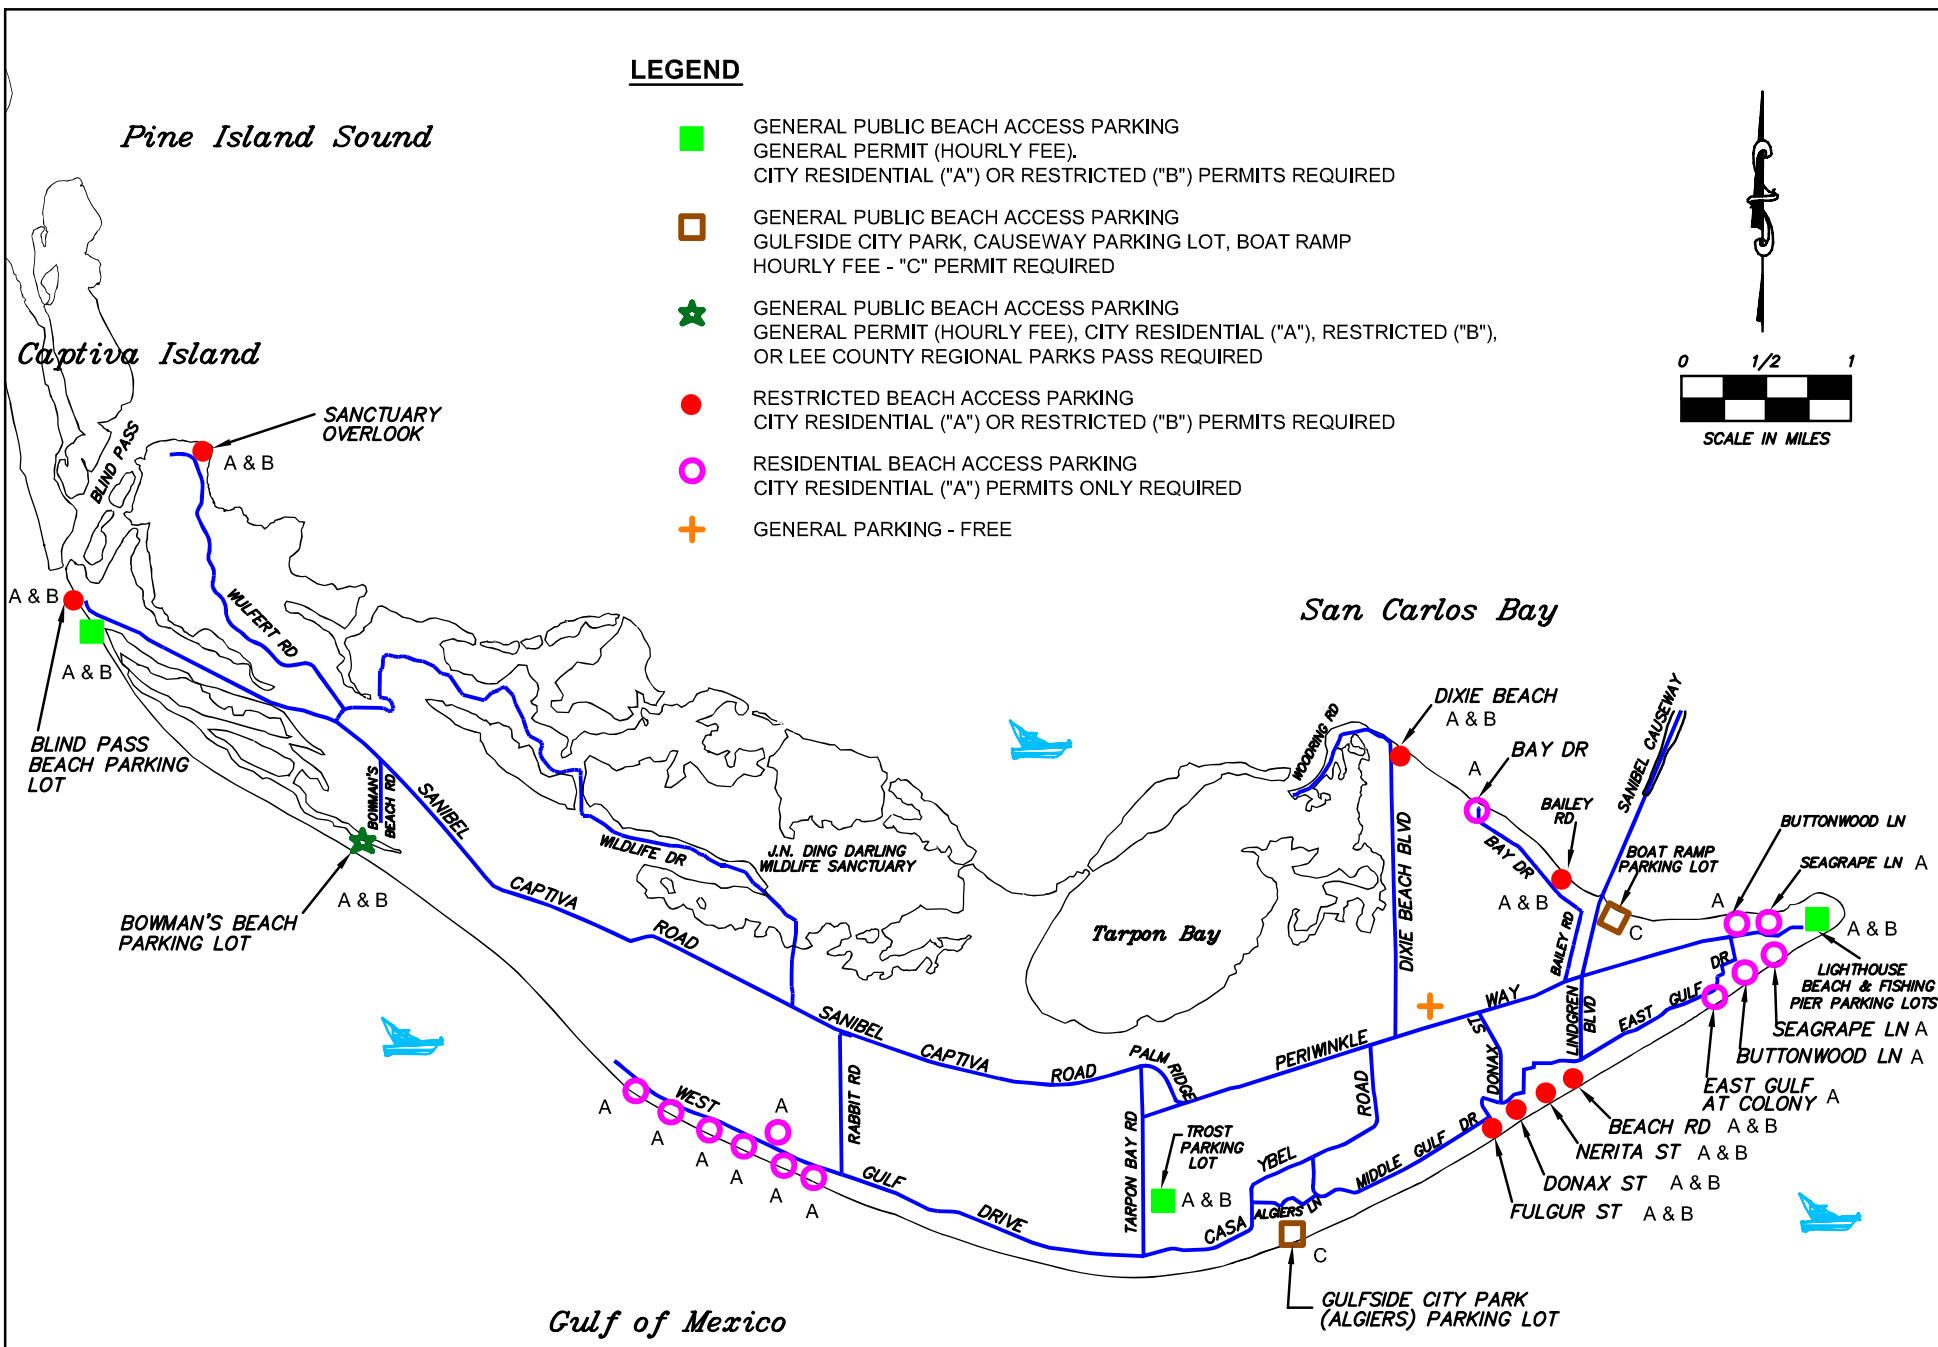 LEGEND
GENERAL PUBLIC BEACH ACCESS PARKING
GENERAL PERMIT (HOURLY FEE).
CITY RESIDENTIAL ("A") OR RESTRICTED ("B") PERMITS REQUIRED
GENERAL PUBLIC BEACH ACCESS PARKING
GULFSIDE CITY PARK, CAUSEWAY PARKING LOT, BOAT RAMP
HOURLY FEE - "C" PERMIT REQUIRED
GENERAL PUBLIC BEACH ACCESS PARKING
GENERAL PERMIT (HOURLY FEE), CITY RESIDENTIAL ("A"), RESTRICTED ("B"),
OR LEE COUNTY REGIONAL PARKS PASS REQUIRED
RESTRICTED BEACH ACCESS PARKING
CITY RESIDENTIAL ("A") OR RESTRICTED ("B") PERMITS REQUIRED
RESIDENTIAL BEACH ACCESS PARKING
CITY RESIDENTIAL ("A") PERMITS ONLY REQUIRED
GENERAL PARKING - FREE
0 1/2 1
SCALE IN MILES
Pine Island Sound
Captiva Island
SANCTUARY
OVERLOOK
A & B
BLIND PASS
A & B
A & B
WULFERT RD
BLIND PASS
BEACH PARKING
LOT
BOWMAN'S
BEACH RD
A & B
BOWMAN'S BEACH
PARKING LOT
SANIBEL
CAPTIVA
ROAD
WILDLIFE DR
J.N. DING DARLING
WILDLIFE SANCTUARY
San Carlos Bay
WOODRING RD
DIXIE BEACH
A & B
BAY DR
A
BAILEY
RD
BAY DR
A & B
SANIBEL CAUSEWAY
BOAT RAMP
PARKING LOT
C
BUTTONWOOD LN
A
SEAGRAPE LN A
A & B
LIGHTHOUSE
BEACH & FISHING
PIER PARKING LOTS
SEAGRAPE LN A
BUTTONWOOD LN A
EAST GULF
AT COLONY A
BEACH RD A & B
NERITA ST A & B
DONAX ST A & B
FULGUR ST A & B
Tarpon Bay
DIXIE BEACH BLVD
BAILEY RD
PERIWINKLE
WAY
LINDGREN
BLVD
EAST GULF
DR
DONAX
ST
SANIBEL
CAPTIVA
ROAD
PALM RIDGE
RABBIT RD
TARPON BAY RD
TROST
PARKING
LOT
A & B
CASA
YBEL
ROAD
ALGIERS LN
MIDDLE GULF DR
C
GULFSIDE CITY PARK
(ALGIERS) PARKING LOT
WEST
GULF
DRIVE
A
A
A
A
A
A
A
Gulf of Mexico